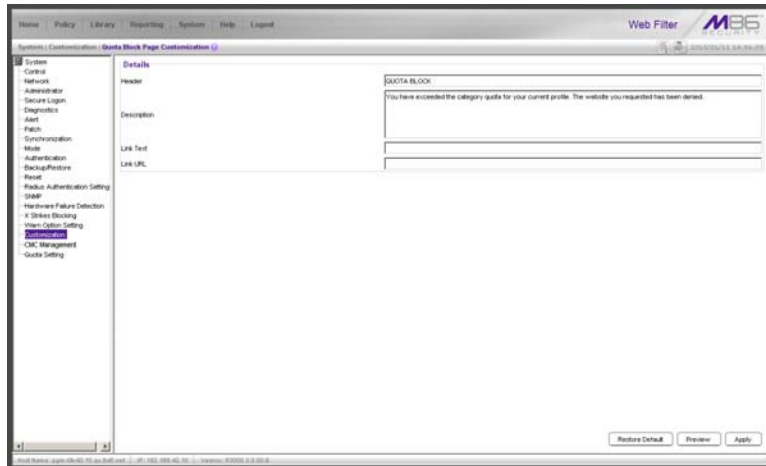 Home Policy Library Reporting System Help Logout
Web Filter
M86 SECURITY
System : Customization : Quota Block Page Customization
System
Control
Network
Administrator
Secure Logon
Diagnostics
Alert
Patch
Synchronization
Mode
Authentication
Backup/Restore
Reset
Radius Authentication Setting
SNMP
Hardware Failure Detection
X Strikes Blocking
Warn Option Setting
Customization
CMC Management
Quota Setting
Details
Header
QUOTA BLOCK
Description
You have exceeded the category quota for your current profile. The website you requested has been denied.
Link Text
Link URL
Restore Default Preview Apply
Host Name: